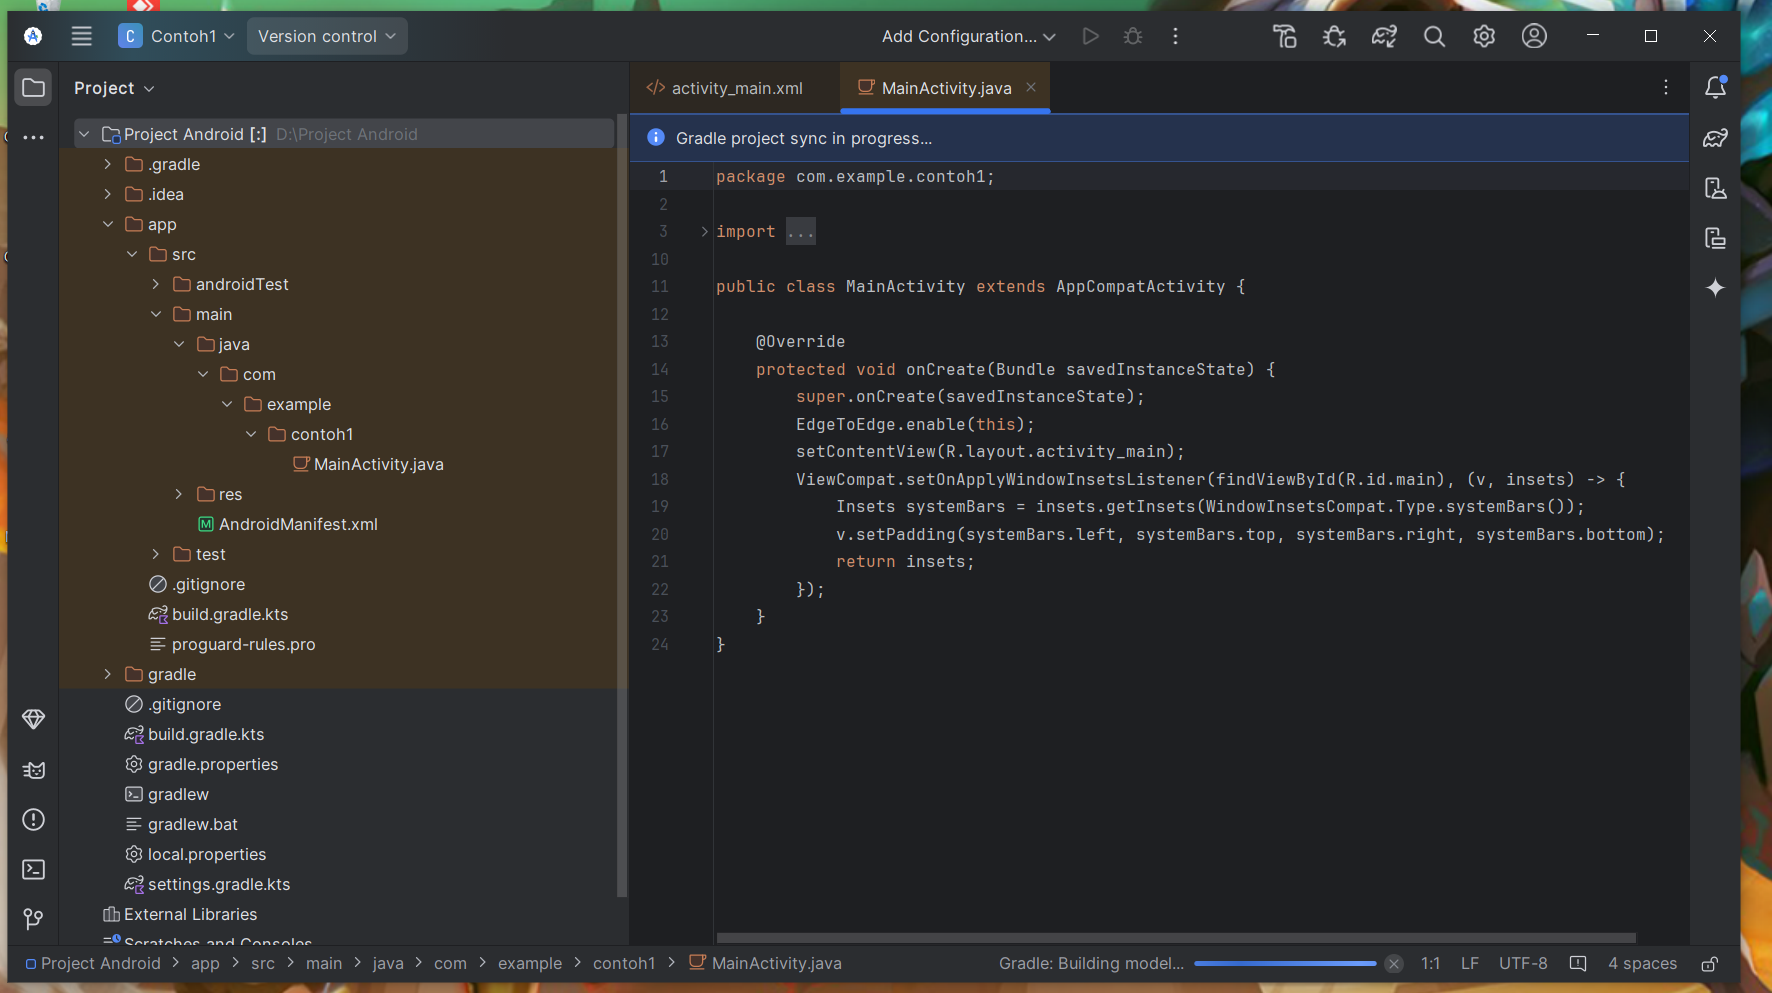 C Contoh1 Version control Add Configuration...
Project
activity_main.xml MainActivity.java
Project Android [:] D:\Project Android
.gradle
.idea
app
src
androidTest
main
java
com
example
contoh1
MainActivity.java
res
AndroidManifest.xml
test
.gitignore
build.gradle.kts
proguard-rules.pro
gradle
.gitignore
build.gradle.kts
gradle.properties
gradlew
gradlew.bat
local.properties
settings.gradle.kts
External Libraries
Scratches and Consoles
Gradle project sync in progress...
1 package com.example.contoh1;
2
3 import ...
10
11 public class MainActivity extends AppCompatActivity {
12
13 @Override
14 protected void onCreate(Bundle savedInstanceState) {
15 super.onCreate(savedInstanceState);
16 EdgeToEdge.enable(this);
17 setContentView(R.layout.activity_main);
18 ViewCompat.setOnApplyWindowInsetsListener(findViewById(R.id.main), (v, insets) -> {
19 Insets systemBars = insets.getInsets(WindowInsetsCompat.Type.systemBars());
20 v.setPadding(systemBars.left, systemBars.top, systemBars.right, systemBars.bottom);
21 return insets;
22 });
23 }
24 }
Project Android > app > src > main > java > com > example > contoh1 > MainActivity.java Gradle: Building model... 1:1 LF UTF-8 4 spaces